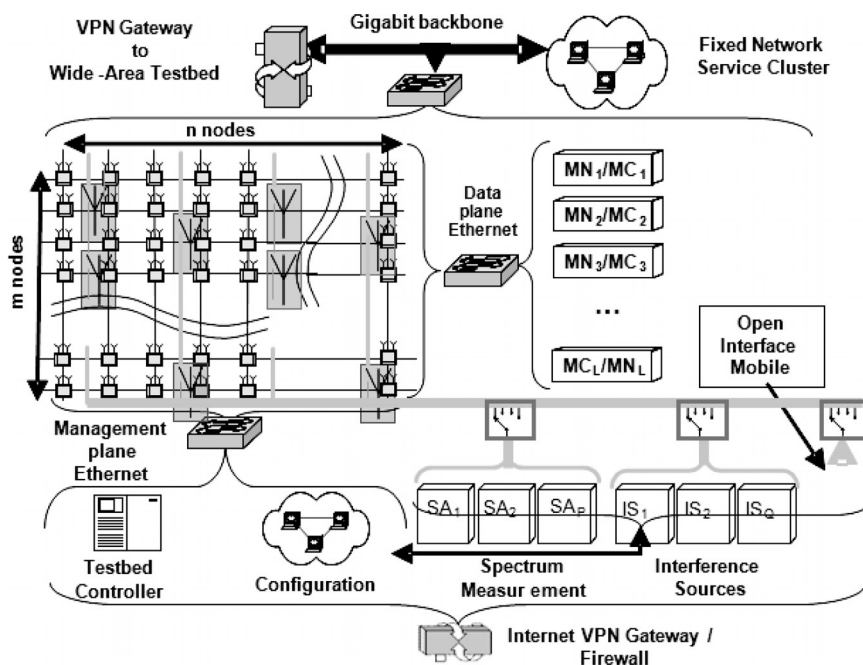 VPN Gateway
to
Wide -Area Testbed
Gigabit backbone
Fixed Network
Service Cluster
n nodes
m nodes
Data
plane
Ethernet
MN1/MC1
MN2/MC2
MN3/MC3
...
MCL/MNL
Open
Interface
Mobile
Management
plane
Ethernet
SA1
SA2
SAP
IS1
IS2
ISQ
Testbed
Controller
Configuration
Spectrum
Measur ement
Interference
Sources
Internet VPN Gateway /
Firewall